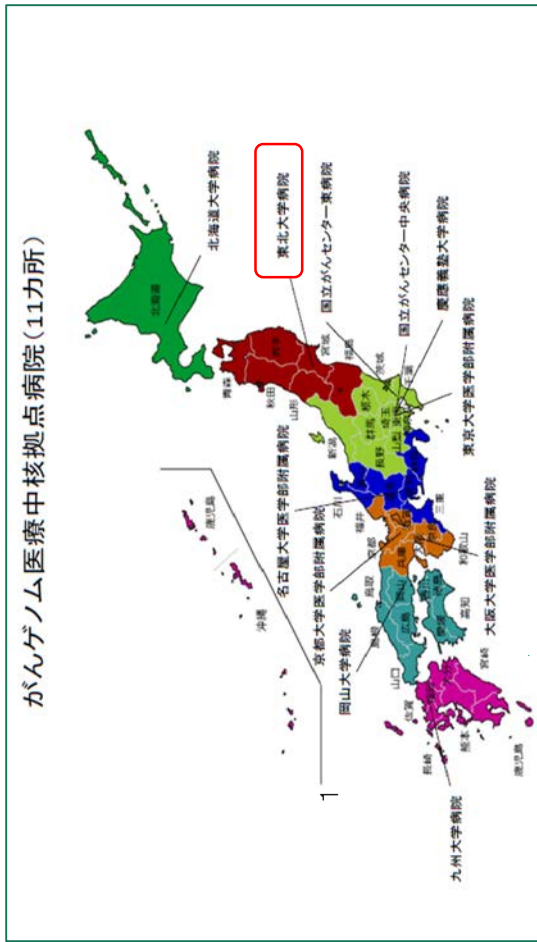 がんゲノム医療中核拠点病院(11カ所)
北海道
北海道大学病院
東北大学病院
国立がんセンター東病院
国立がんセンター中央病院
慶應義塾大学病院
東京大学医学部附属病院
名古屋大学医学部附属病院
京都大学医学部附属病院
大阪大学医学部附属病院
岡山大学病院
九州大学病院
青森
秋田
岩手
山形
宮城
福島
新潟
群馬
栃木
茨城
埼玉
千葉
山梨
長野
石川
福井
三重
京都
兵庫
和歌山
鳥取
島根
岡山
広島
山口
愛媛
高知
佐賀
長崎
熊本
宮崎
鹿児島
沖縄
鹿児島